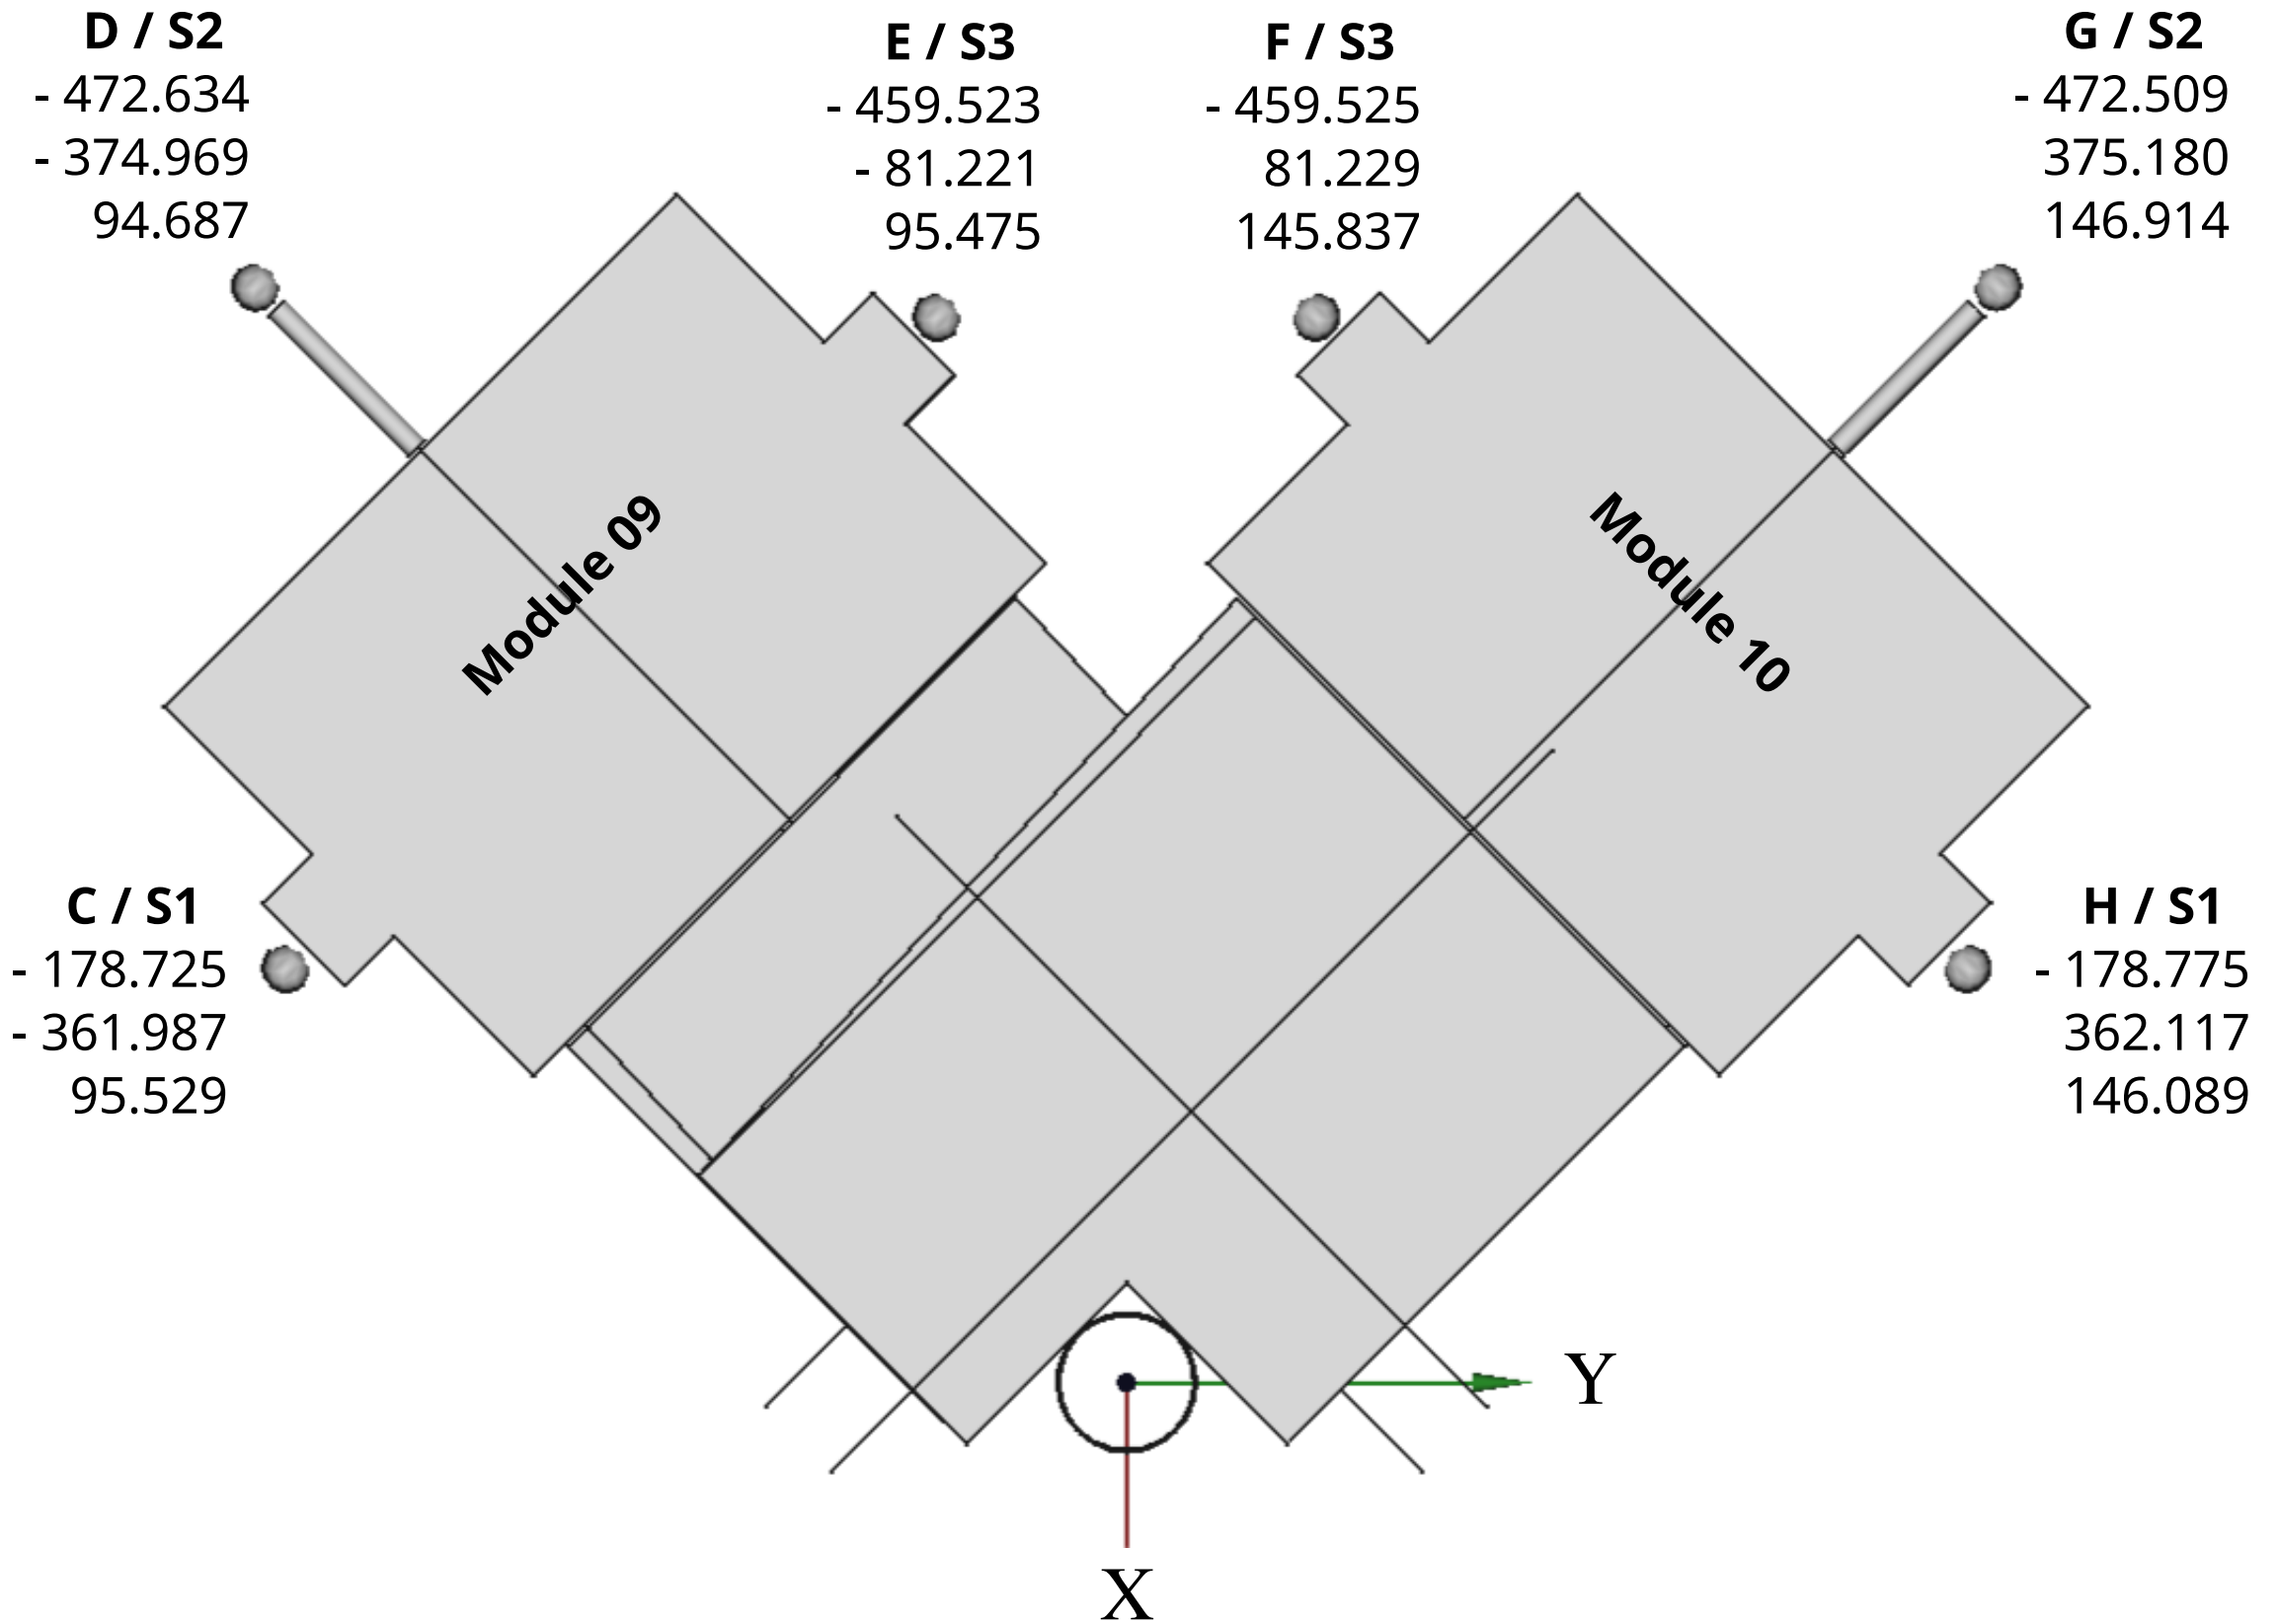 D / S2
- 472.634
- 374.969
94.687
E / S3
- 459.523
- 81.221
95.475
F / S3
- 459.525
81.229
145.837
G / S2
- 472.509
375.180
146.914
Module 09
Module 10
C / S1
- 178.725
- 361.987
95.529
H / S1
- 178.775
362.117
146.089
Y
X